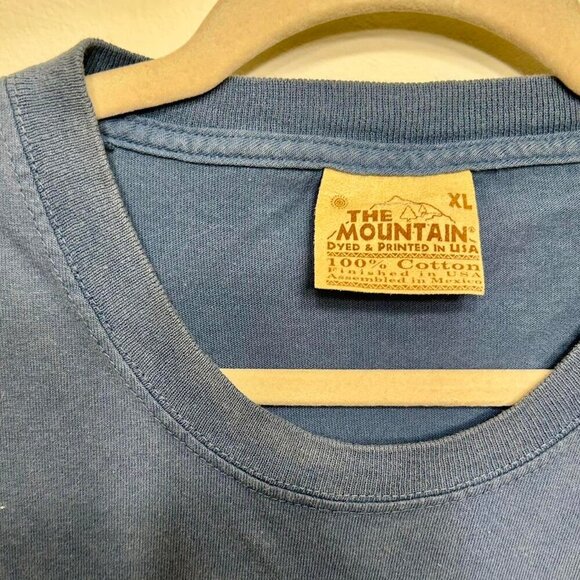 XL
THE
MOUNTAIN®
DYED & PRINTED IN USA
100% Cotton
Finished in USA
Assembled in Mexico